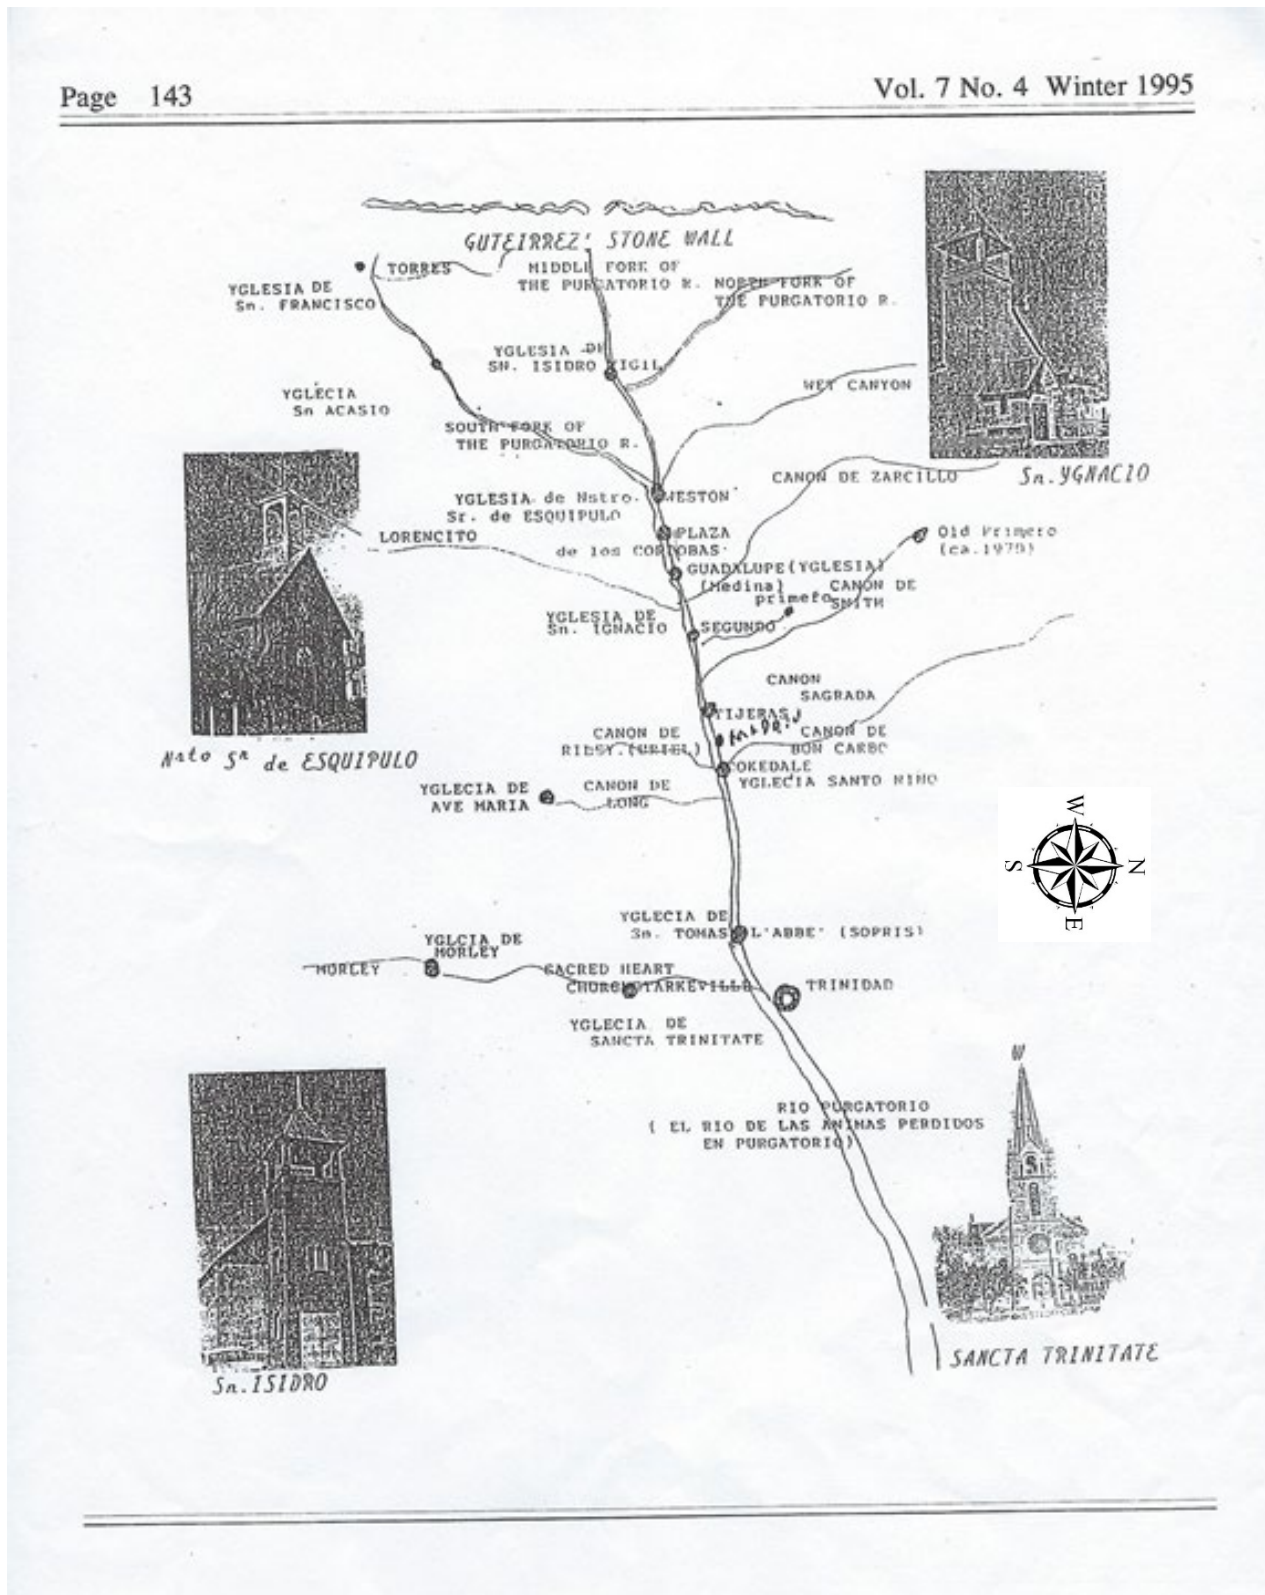 Page 143
Vol. 7 No. 4 Winter 1995
GUTEIRREZ' STONE WALL
TORRES
MIDDLE FORK OF
THE PURGATORIO R.
NORTH FORK OF
THE PURGATORIO R.
YGLESIA DE
Sn. FRANCISCO
YGLESIA DE
SN. ISIDRO VIGIL
WET CANYON
YGLECIA
Sn ACASIO
SOUTH FORK OF
THE PURGATORIO R.
CANON DE ZARCILLO
Sn. YGNACIO
YGLESIA de Nstro.
Sr. de ESQUIPULO
WESTON
LORENCITO
PLAZA
de los CORDOBAS
Old Primero
(ca.1979)
GUADALUPE (YGLESIA)
(Medina)
primero
CANON DE
SMITH
YGLESIA DE
Sn. IGNACIO
SEGUNDO
CANON
SAGRADA
TIJERAS
CANON DE
CANON DE
BON CARBO
Nsto Sr de ESQUIPULO
OKEDALE
YGLECIA SANTO NINO
YGLECIA DE
AVE MARIA
CANON DE
LONG
W
S
N
E
YGLECIA DE
Sn. TOMAS
L'ABBE' (SOPRIS)
YGLCIA DE
MORLEY
MORLEY
SACRED HEART
CHURCH STARKEVILLE
TRINIDAD
YGLECIA DE
SANCTA TRINITATE
W
RIO PURGATORIO
( EL RIO DE LAS ANIMAS PERDIDOS
EN PURGATORIO)
SANCTA TRINITATE
Sn. ISIDRO